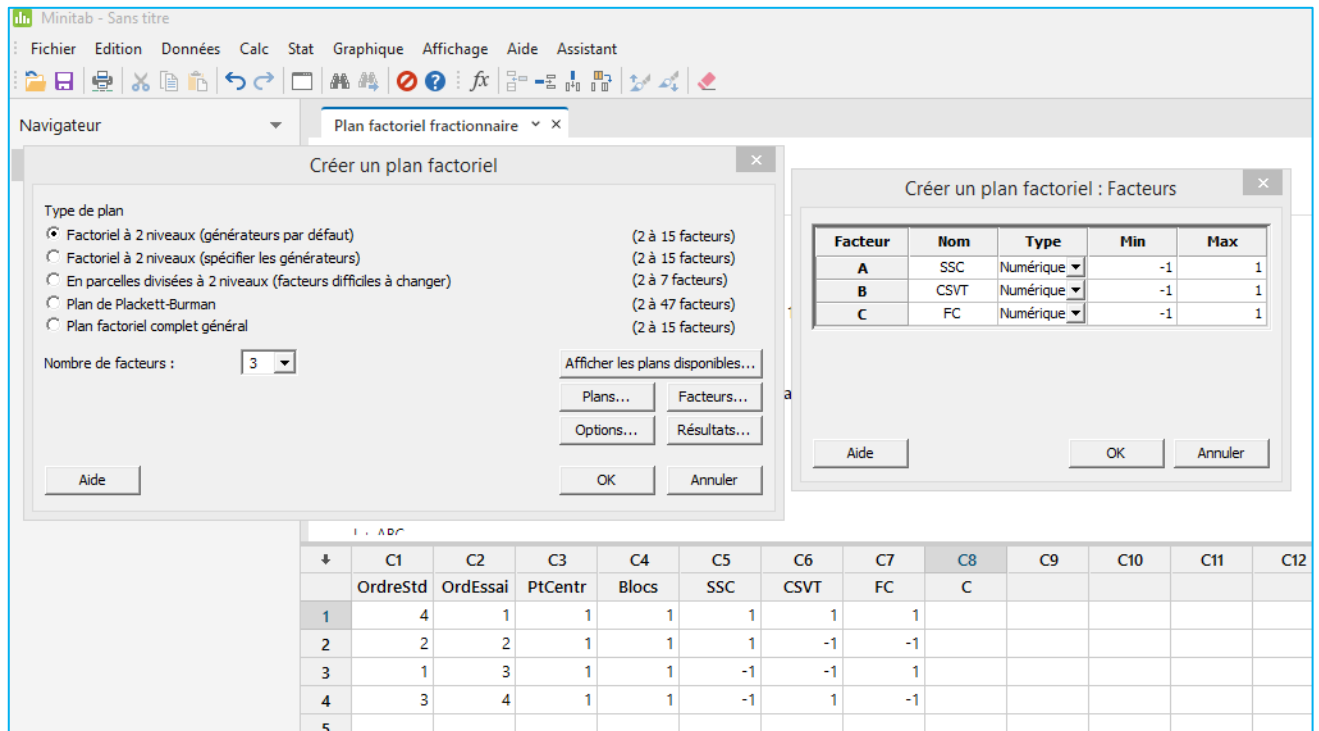 Minitab - Sans titre
Fichier Edition Données Calc Stat Graphique Affichage Aide Assistant
fx
Navigateur
Plan factoriel fractionnaire
Créer un plan factoriel
Type de plan
Factoriel à 2 niveaux (générateurs par défaut) (2 à 15 facteurs)
Factoriel à 2 niveaux (spécifier les générateurs) (2 à 15 facteurs)
En parcelles divisées à 2 niveaux (facteurs difficiles à changer) (2 à 7 facteurs)
Plan de Plackett-Burman (2 à 47 facteurs)
Plan factoriel complet général (2 à 15 facteurs)
Nombre de facteurs : 3
Afficher les plans disponibles...
Plans... Facteurs...
Options... Résultats...
Aide OK Annuler
Créer un plan factoriel : Facteurs
Facteur Nom Type Min Max
A SSC Numérique -1 1
B CSVT Numérique -1 1
C FC Numérique -1 1
Aide OK Annuler
C1 C2 C3 C4 C5 C6 C7 C8 C9 C10 C11 C12
OrdreStd OrdEssai PtCentr Blocs SSC CSVT FC C
1 4 1 1 1 1 1 1
2 2 2 1 1 1 -1 -1
3 1 3 1 1 -1 -1 1
4 3 4 1 1 -1 1 -1
5